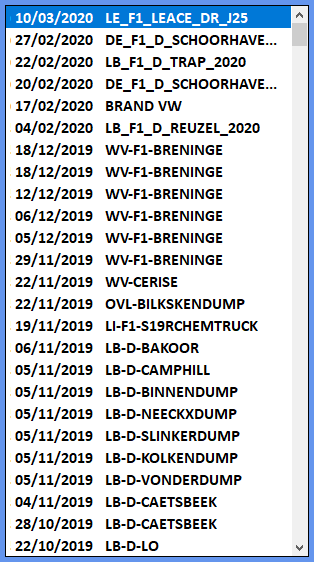 10/03/2020 LE_F1_LEACE_DR_J25
27/02/2020 DE_F1_D_SCHOORHAVE...
22/02/2020 LB_F1_D_TRAP_2020
20/02/2020 DE_F1_D_SCHOORHAVE...
17/02/2020 BRAND VW
04/02/2020 LB_F1_D_REUZEL_2020
18/12/2019 WV-F1-BRENINGE
18/12/2019 WV-F1-BRENINGE
12/12/2019 WV-F1-BRENINGE
06/12/2019 WV-F1-BRENINGE
05/12/2019 WV-F1-BRENINGE
29/11/2019 WV-F1-BRENINGE
22/11/2019 WV-CERISE
22/11/2019 OVL-BILKSKENDUMP
19/11/2019 LI-F1-S19RCHEMTRUCK
06/11/2019 LB-D-BAKOOR
05/11/2019 LB-D-CAMPHILL
05/11/2019 LB-D-BINNENDUMP
05/11/2019 LB-D-NEECKXDUMP
05/11/2019 LB-D-SLINKERDUMP
05/11/2019 LB-D-KOLKENDUMP
05/11/2019 LB-D-VONDERDUMP
04/11/2019 LB-D-CAETSBEEK
28/10/2019 LB-D-CAETSBEEK
22/10/2019 LB-D-LO